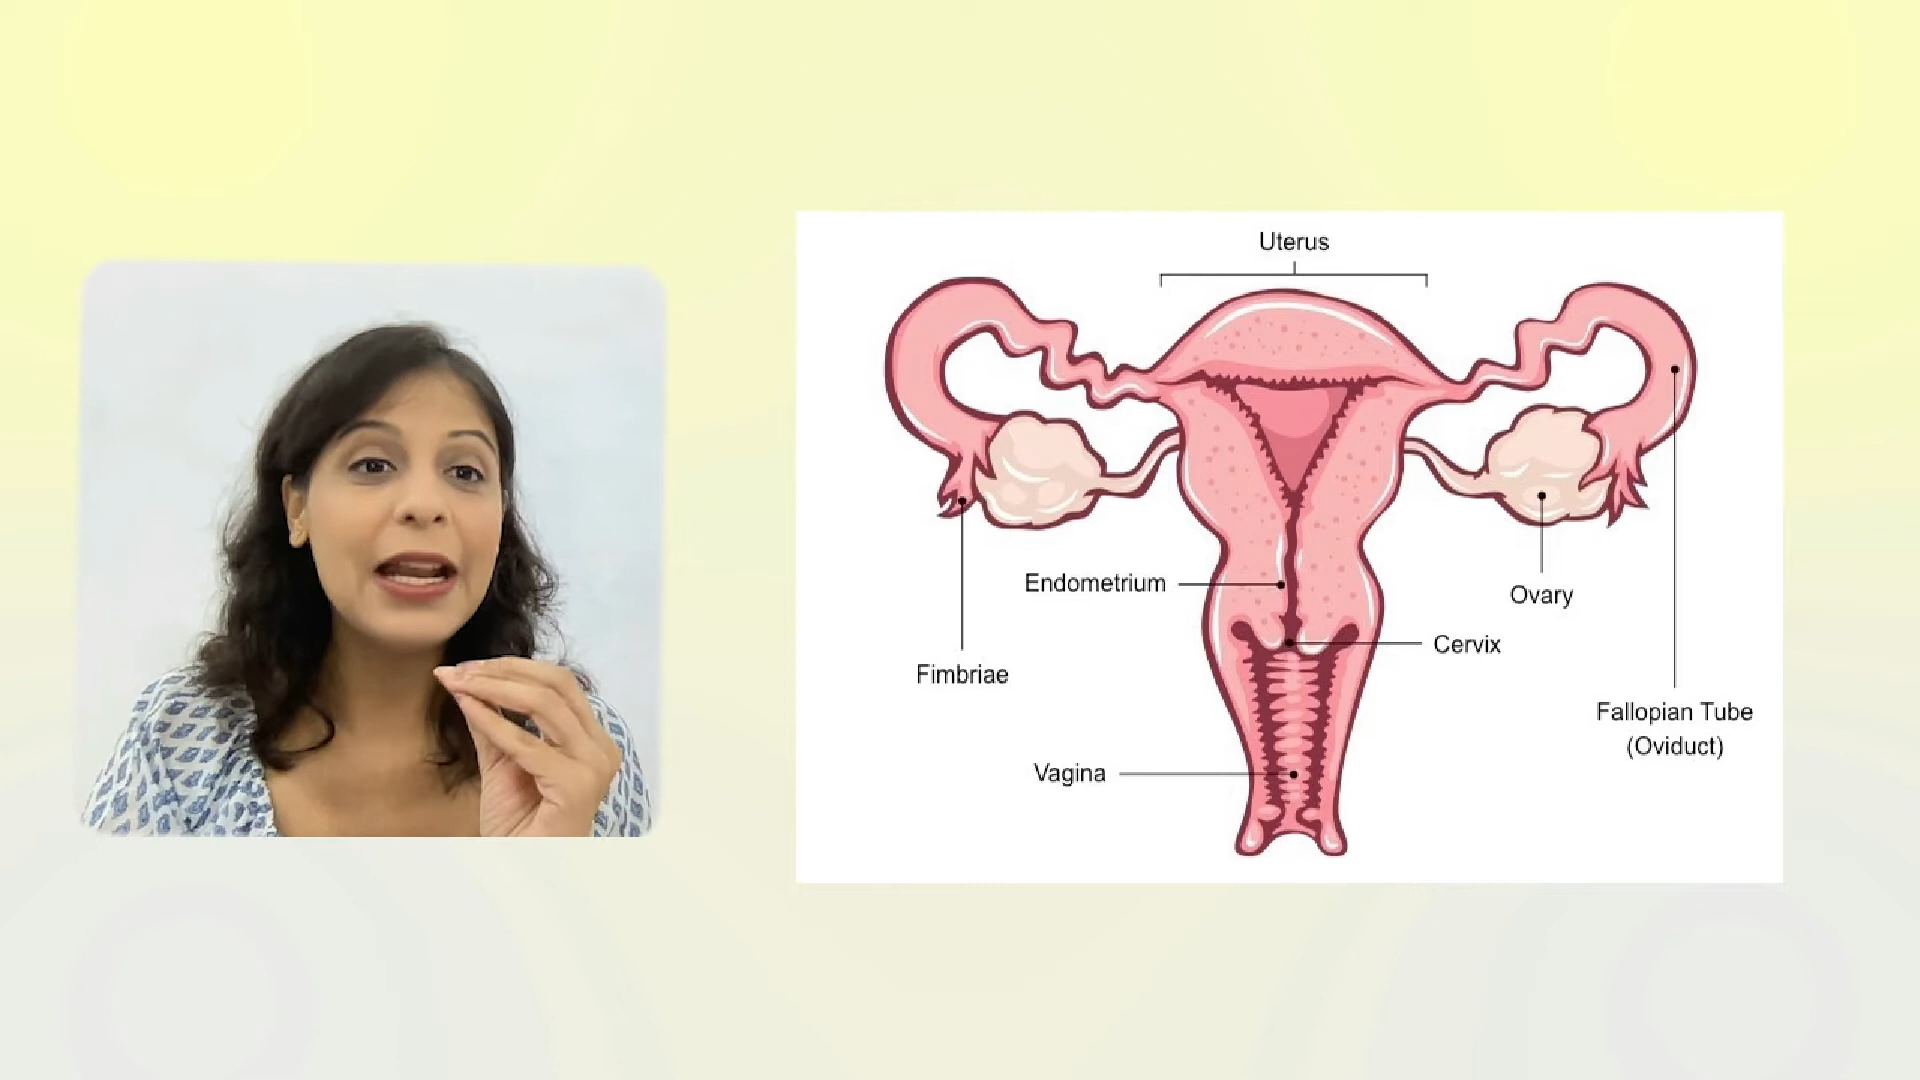 Uterus
Endometrium
Ovary
Cervix
Fimbriae
Fallopian Tube
(Oviduct)
Vagina